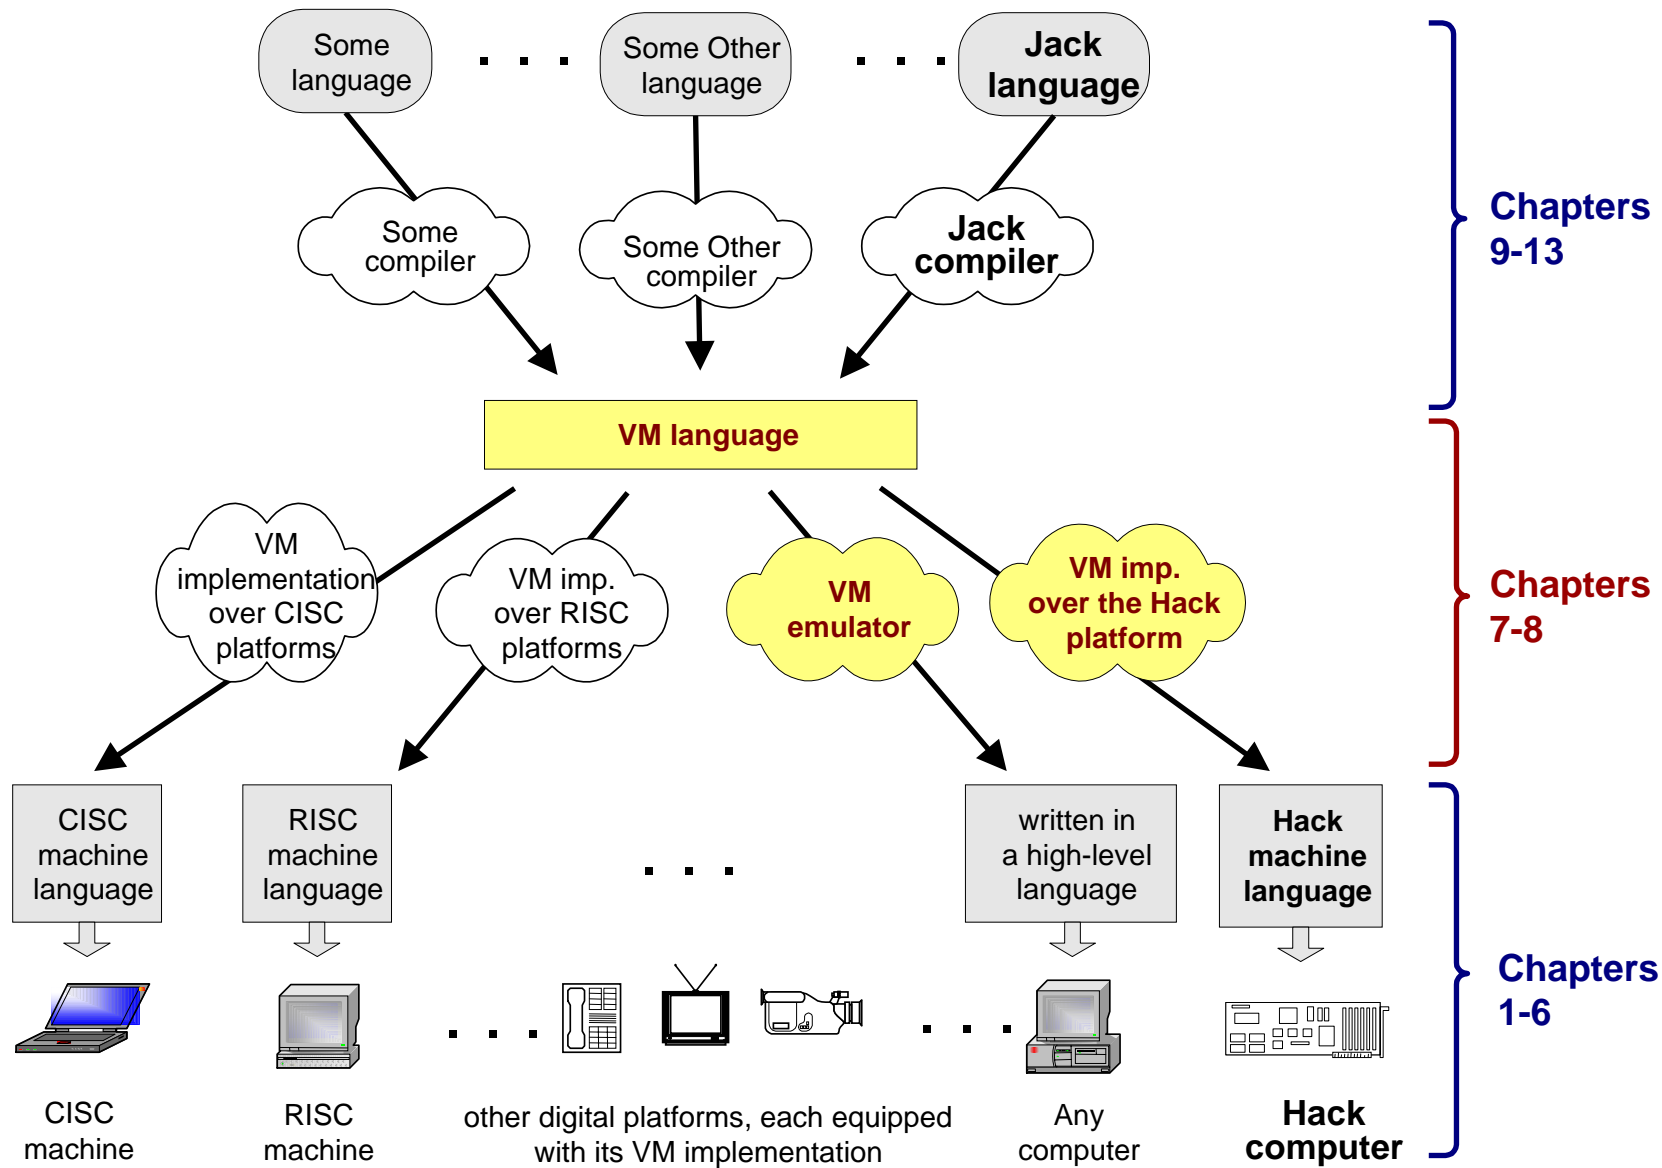 Some
language
Some Other
language
Jack
language
Some
compiler
Some Other
compiler
Jack
compiler
Chapters
9-13
VM language
VM
implementation
over CISC
platforms
VM imp.
over RISC
platforms
VM
emulator
VM imp.
over the Hack
platform
Chapters
7-8
CISC
machine
language
RISC
machine
language
written in
a high-level
language
Hack
machine
language
Chapters
1-6
CISC
machine
RISC
machine
other digital platforms, each equipped
with its VM implementation
Any
computer
Hack
computer